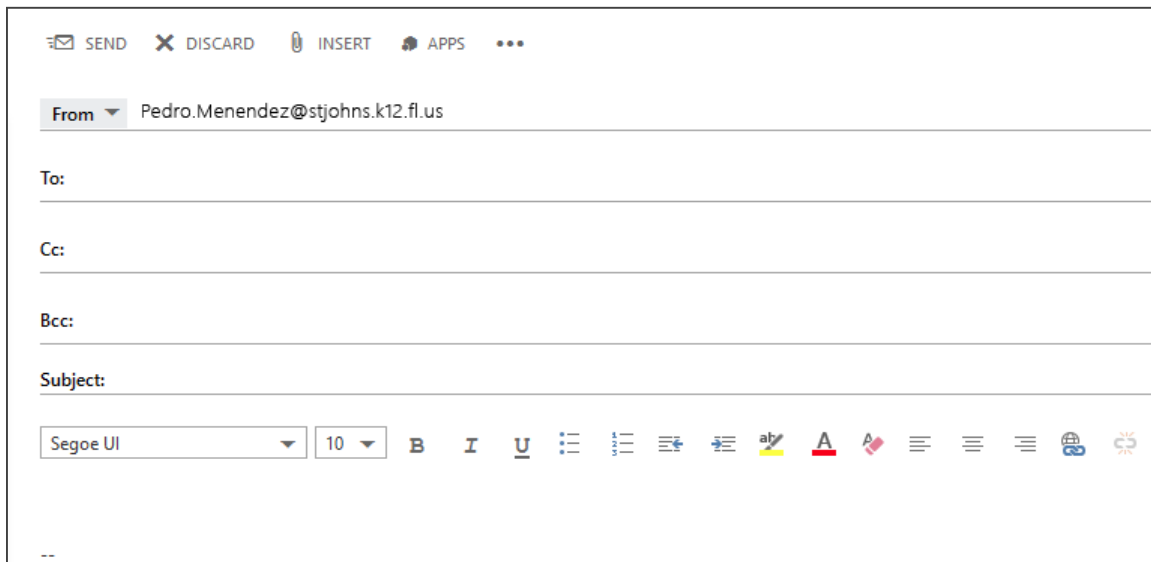 SEND DISCARD INSERT APPS •••
From Pedro.Menendez@stjohns.k12.fl.us
To:
Cc:
Bcc:
Subject:
Segoe UI 10 B I U
--